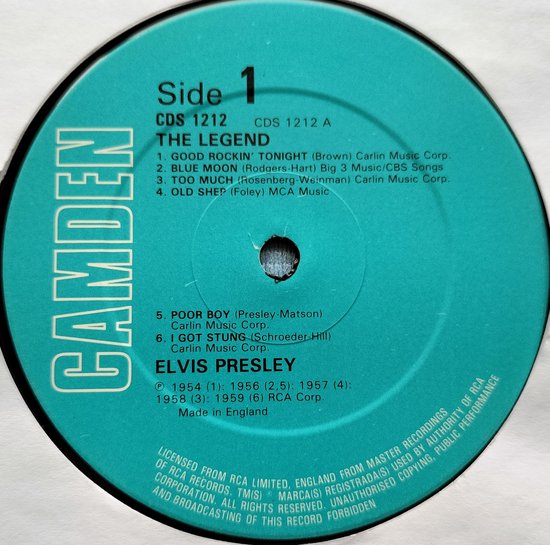 CAMDEN
Side 1
CDS 1212 CDS 1212 A
THE LEGEND
1. GOOD ROCKIN' TONIGHT (Brown) Carlin Music Corp.
2. BLUE MOON (Rodgers-Hart) Big 3 Music/CBS Songs
3. TOO MUCH (Rosenberg-Weinman) Carlin Music Corp.
4. OLD SHEP (Foley) MCA Music
5. POOR BOY (Presley-Matson)
Carlin Music Corp.
6. I GOT STUNG (Schroeder-Hill)
Carlin Music Corp.
ELVIS PRESLEY
℗ 1954 (1): 1956 (2,5): 1957 (4):
1958 (3): 1959 (6) RCA Corp.
Made in England
LICENSED FROM RCA LIMITED, ENGLAND FROM MASTER RECORDINGS
OF RCA RECORDS. TM(S) ® MARCA(S) REGISTRADA(S) USED BY AUTHORITY OF RCA
CORPORATION. ALL RIGHTS RESERVED. UNAUTHORISED COPYING, PUBLIC PERFORMANCE
AND BROADCASTING OF THIS RECORD FORBIDDEN